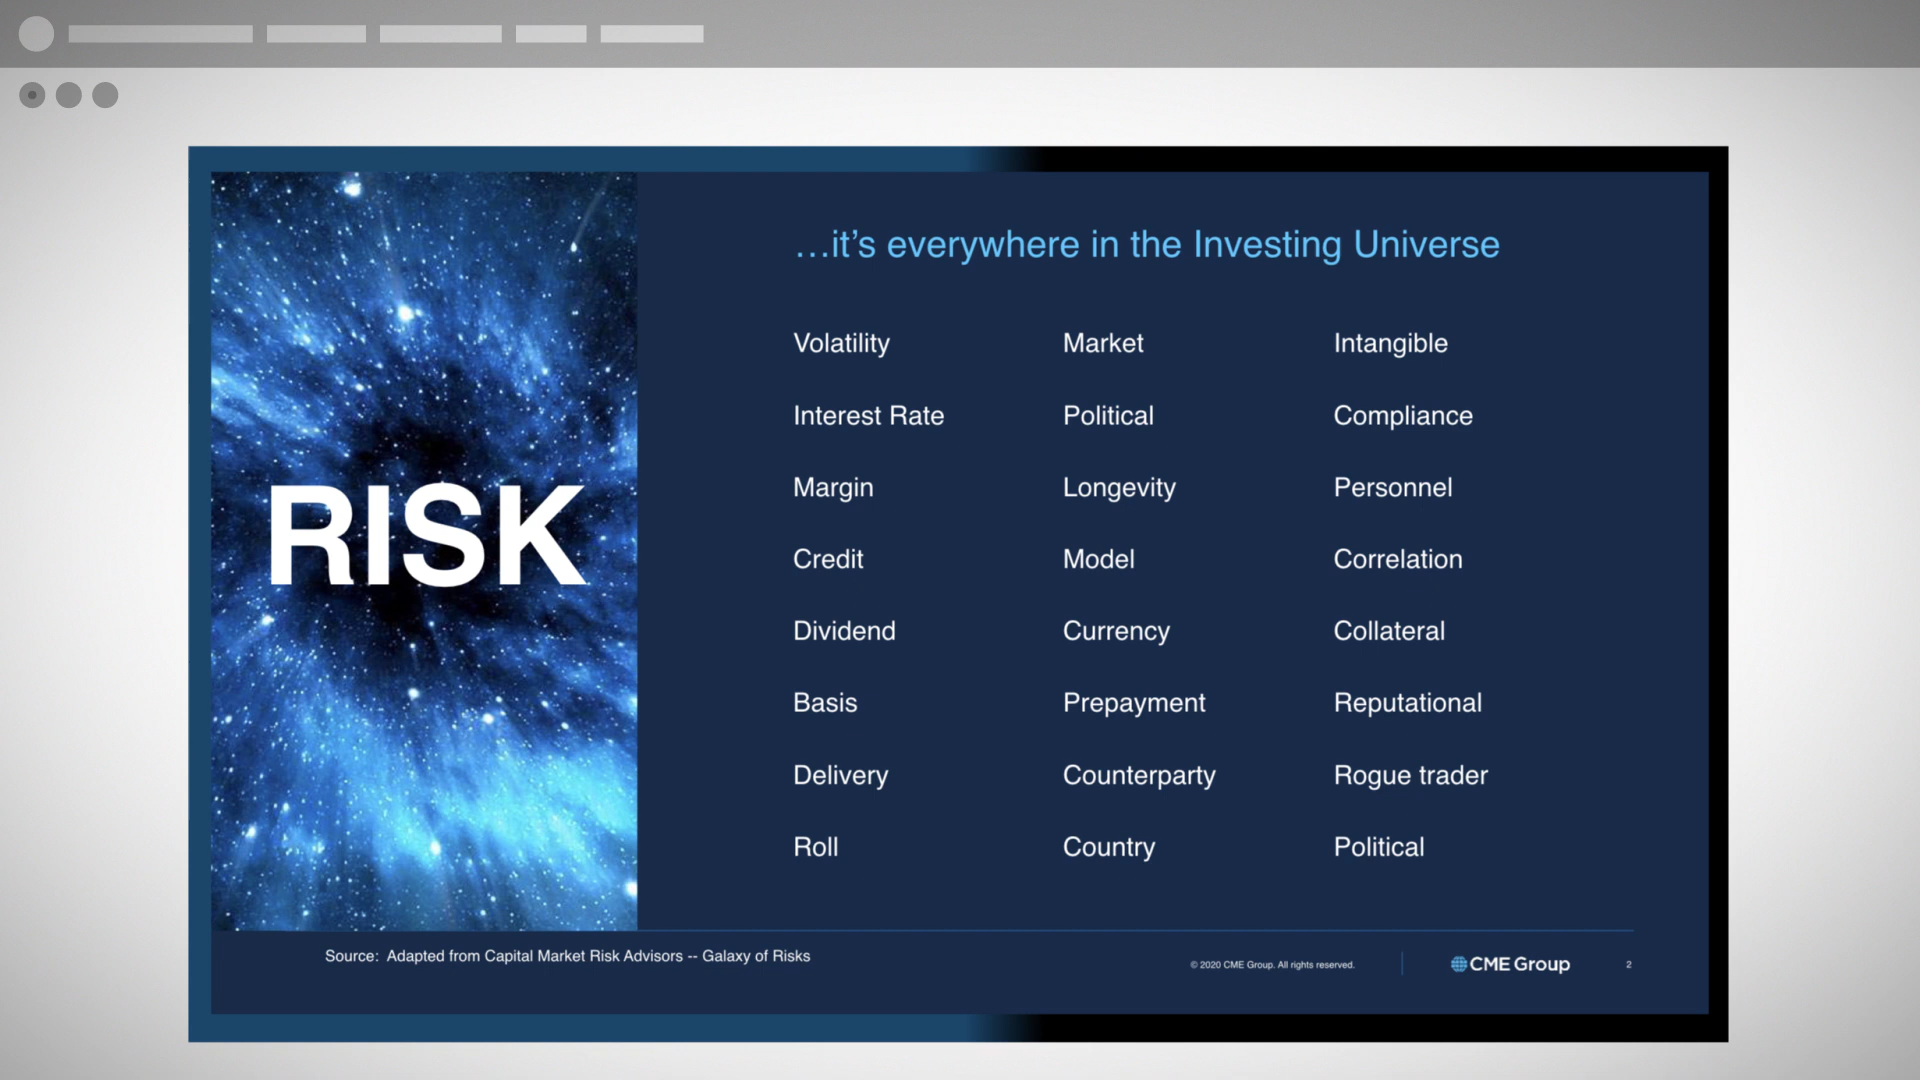 RISK
…it’s everywhere in the Investing Universe
Volatility
Interest Rate
Margin
Credit
Dividend
Basis
Delivery
Roll
Market
Political
Longevity
Model
Currency
Prepayment
Counterparty
Country
Intangible
Compliance
Personnel
Correlation
Collateral
Reputational
Rogue trader
Political
Source: Adapted from Capital Market Risk Advisors -- Galaxy of Risks
© 2020 CME Group. All rights reserved.
CME Group
2